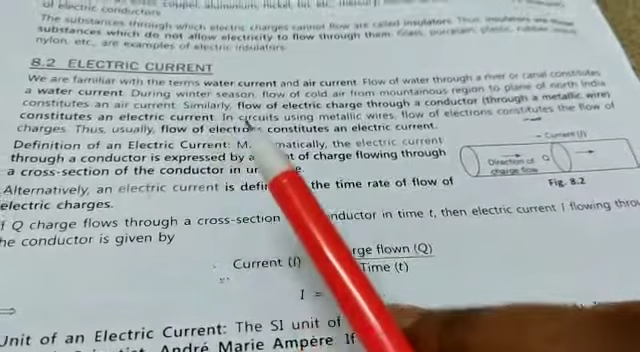 of electric conductors
The substances through which electric charges cannot flow are called insulators. Thus, insulators are those
substances which do not allow electricity to flow through them. Glass, porcelain, plastic, rubber,
nylon, etc., are examples of electric insulators.
8.2 ELECTRIC CURRENT
We are familiar with the terms water current and air current. Flow of water through a river or canal constitutes
a water current. During winter season, flow of cold air from mountainous region to plane of north India
constitutes an air current. Similarly, flow of electric charge through a conductor (through a metallic wire)
constitutes an electric current. In circuits using metallic wires, flow of electrons constitutes the flow of
charges. Thus, usually, flow of electrons constitutes an electric current.
Definition of an Electric Current: M matically, the electric current
through a conductor is expressed by nt of charge flowing through
a cross-section of the conductor in un e.
Alternatively, an electric current is defin the time rate of flow of
electric charges.
Current (I)
Direction of
charge flow
Q
Fig. 8.2
f Q charge flows through a cross-section nductor in time t, then electric current I flowing throu
he conductor is given by
Current (I) rge flown (Q)
Time (t)
⇒ I =
Unit of an Electric Current: The SI unit of
André Marie Ampère. If